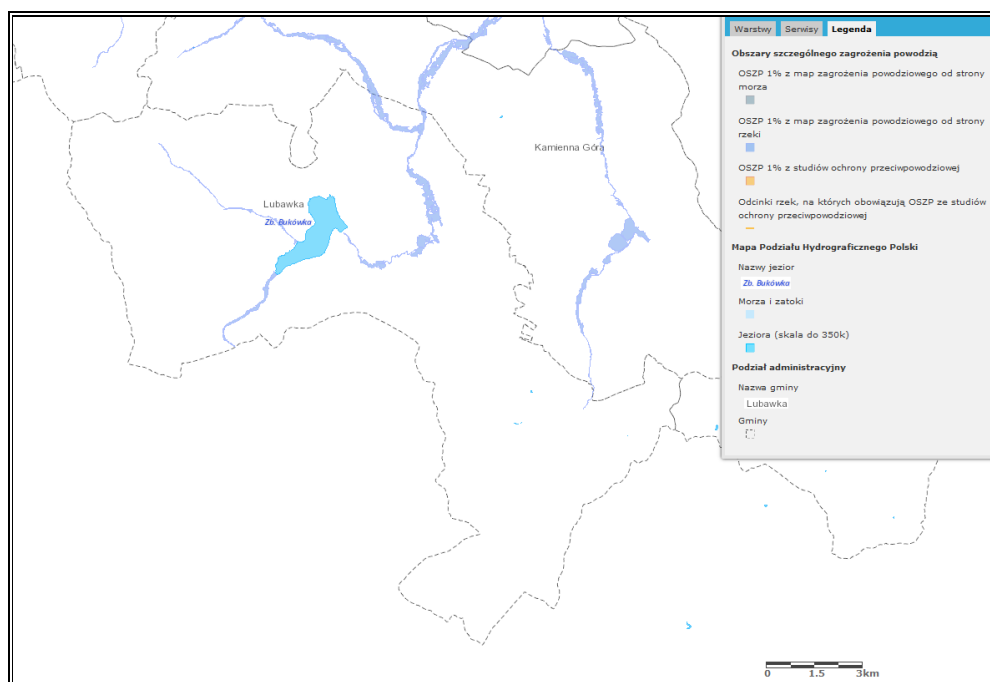 Warstwy Serwisy Legenda
Obszary szczególnego zagrożenia powodzią
OSZP 1% z map zagrożenia powodziowego od strony
morza
OSZP 1% z map zagrożenia powodziowego od strony
rzeki
OSZP 1% z studiów ochrony przeciwpowodziowej
Odcinki rzek, na których obowiązują OSZP ze studiów
ochrony przeciwpowodziowej
Mapa Podziału Hydrograficznego Polski
Nazwy jezior
Zb. Bukówka
Morza i zatoki
Jeziora (skala do 350k)
Podział administracyjny
Nazwa gminy
Lubawka
Gminy
Kamienna Góra
Lubawka
Zb. Bukówka
0 1.5 3km